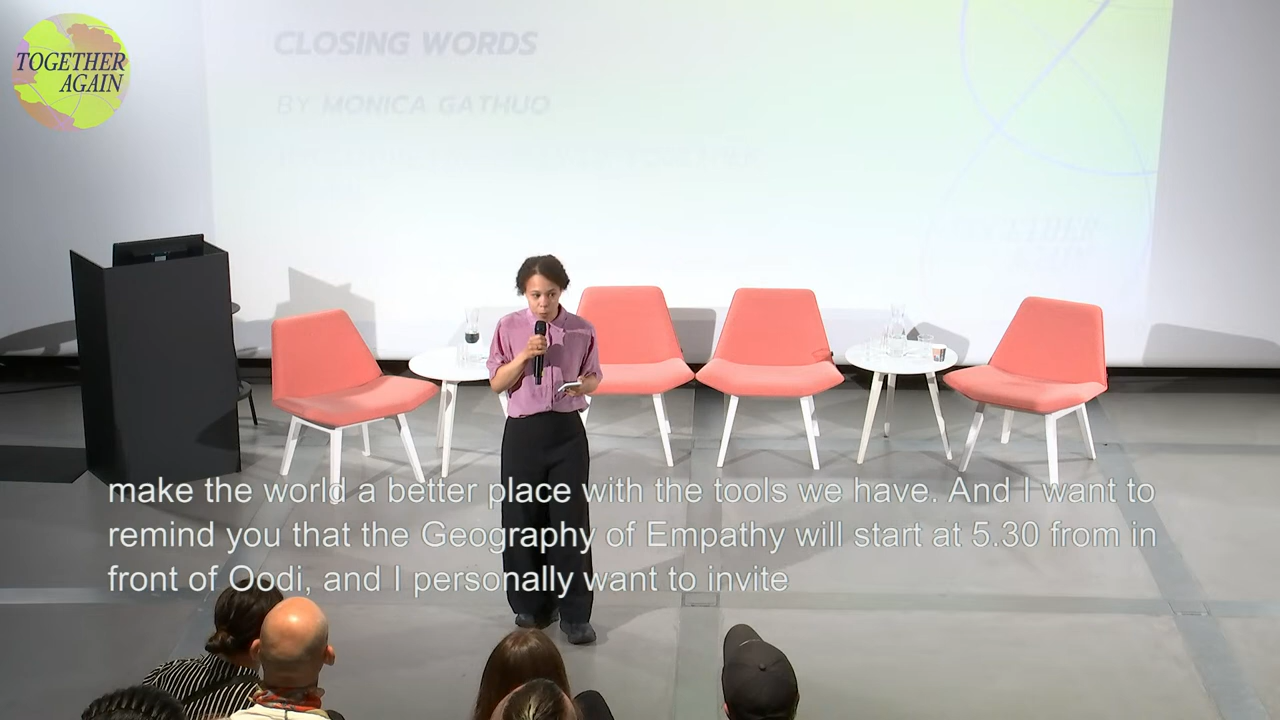 TOGETHER
AGAIN
CLOSING WORDS
BY MONICA GATHUO
make the world a better place with the tools we have. And I want to
remind you that the Geography of Empathy will start at 5.30 from in
front of Oodi, and I personally want to invite